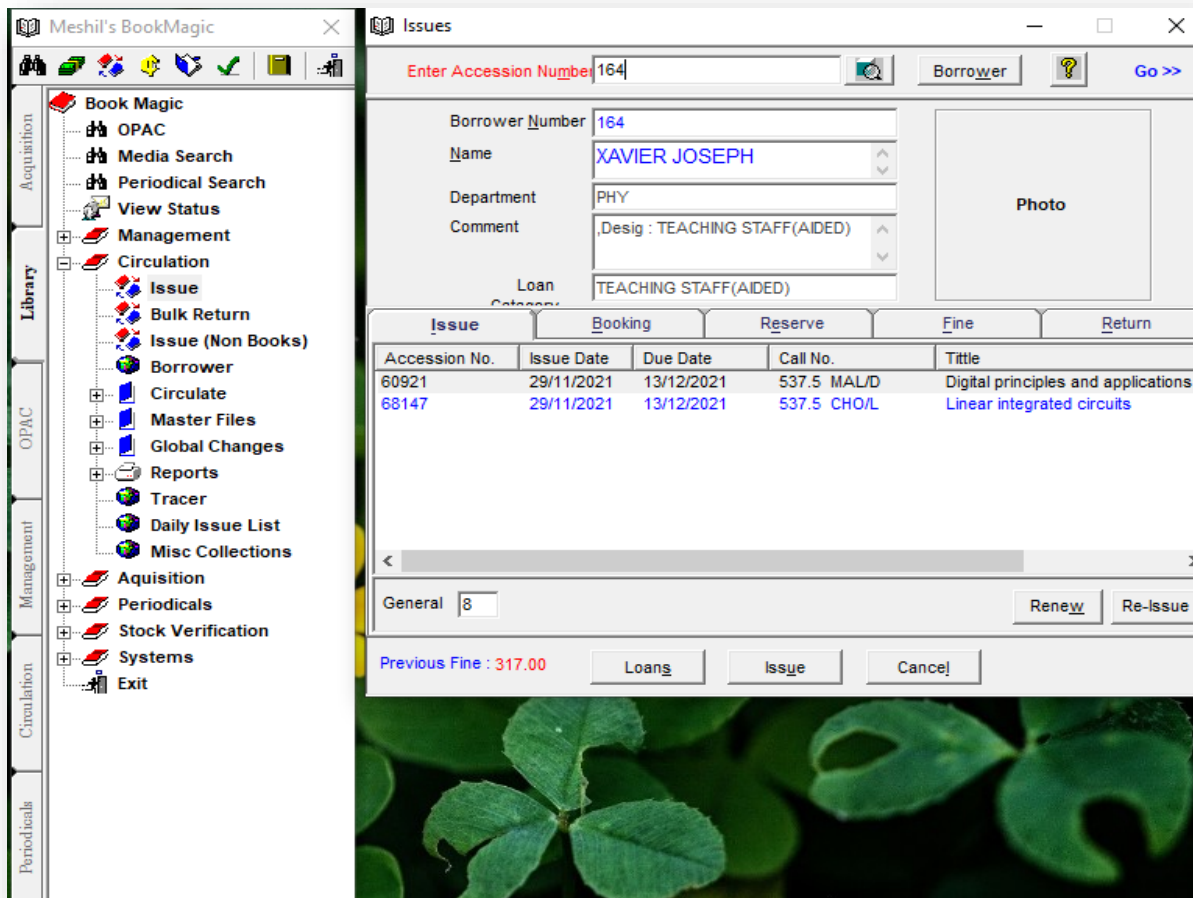 Meshil's BookMagic
Acquisition
Library
OPAC
Management
Circulation
Periodicals
Book Magic
OPAC
Media Search
Periodical Search
View Status
Management
Circulation
Issue
Bulk Return
Issue (Non Books)
Borrower
Circulate
Master Files
Global Changes
Reports
Tracer
Daily Issue List
Misc Collections
Aquisition
Periodicals
Stock Verification
Systems
Exit
Issues
Enter Accession Number 164 Borrower ? Go >>
Borrower Number 164
Name XAVIER JOSEPH
Department PHY
Comment ,Desig : TEACHING STAFF(AIDED)
Loan TEACHING STAFF(AIDED)
Photo
Issue Booking Reserve Fine Return
Accession No. Issue Date Due Date Call No. Tittle
60921 29/11/2021 13/12/2021 537.5 MAL/D Digital principles and applications
68147 29/11/2021 13/12/2021 537.5 CHO/L Linear integrated circuits
General 8 Renew Re-Issue
Previous Fine : 317.00 Loans Issue Cancel